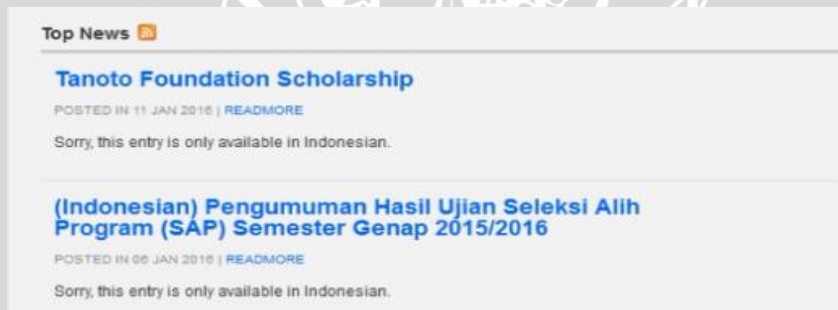 Top News
Tanoto Foundation Scholarship
POSTED IN 11 JAN 2016 | READMORE
Sorry, this entry is only available in Indonesian.
(Indonesian) Pengumuman Hasil Ujian Seleksi Alih
Program (SAP) Semester Genap 2015/2016
POSTED IN 06 JAN 2016 | READMORE
Sorry, this entry is only available in Indonesian.